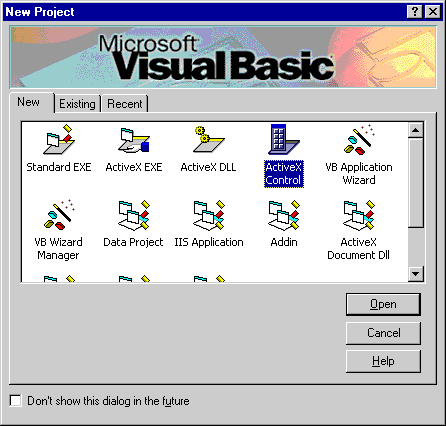 New Project
Microsoft
Visual Basic
New Existing Recent
Standard EXE ActiveX EXE ActiveX DLL ActiveX Control VB Application Wizard
VB Wizard Manager Data Project IIS Application Addin ActiveX Document Dll
Open
Cancel
Help
Don't show this dialog in the future